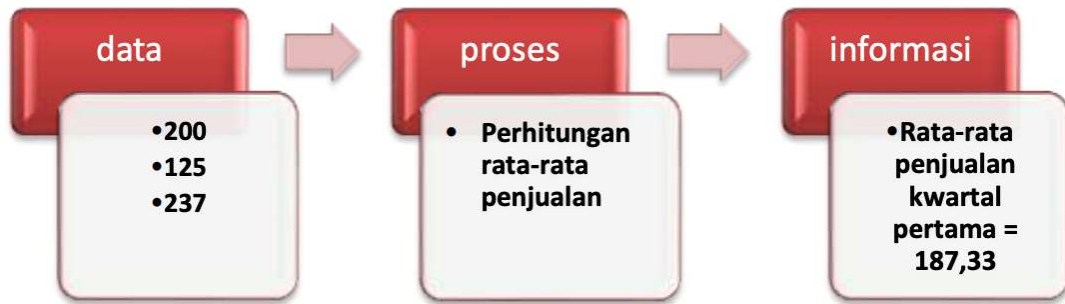 data
•200
•125
•237
proses
• Perhitungan
rata-rata
penjualan
informasi
•Rata-rata
penjualan
kwartal
pertama =
187,33